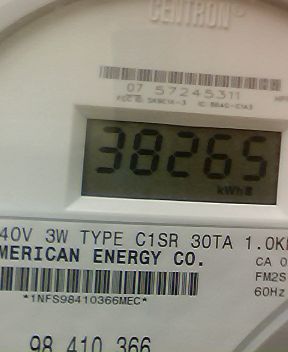 CENTRON®
07 57245311
38265
kWh
40V 3W TYPE C1SR 30TA 1.0K
MERICAN ENERGY CO.
CA 0
FM2S
*1NFS98410366MEC*
60Hz
98 410 366